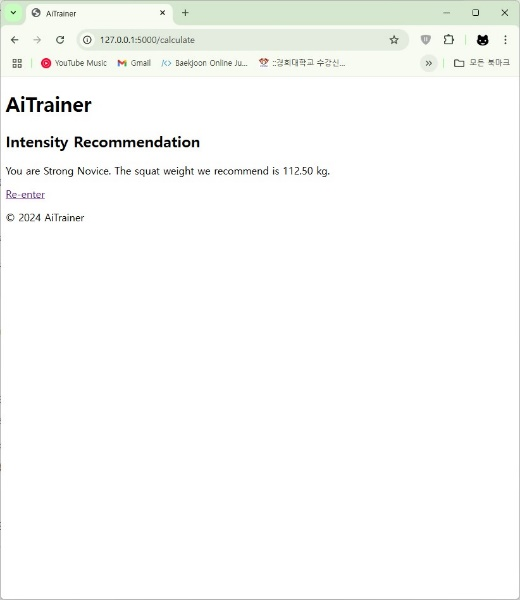 AiTrainer
127.0.0.1:5000/calculate
YouTube Music
Gmail
Baekjoon Online Ju...
::경희대학교 수강신...
모든 북마크
AiTrainer
Intensity Recommendation
You are Strong Novice. The squat weight we recommend is 112.50 kg.
Re-enter
© 2024 AiTrainer